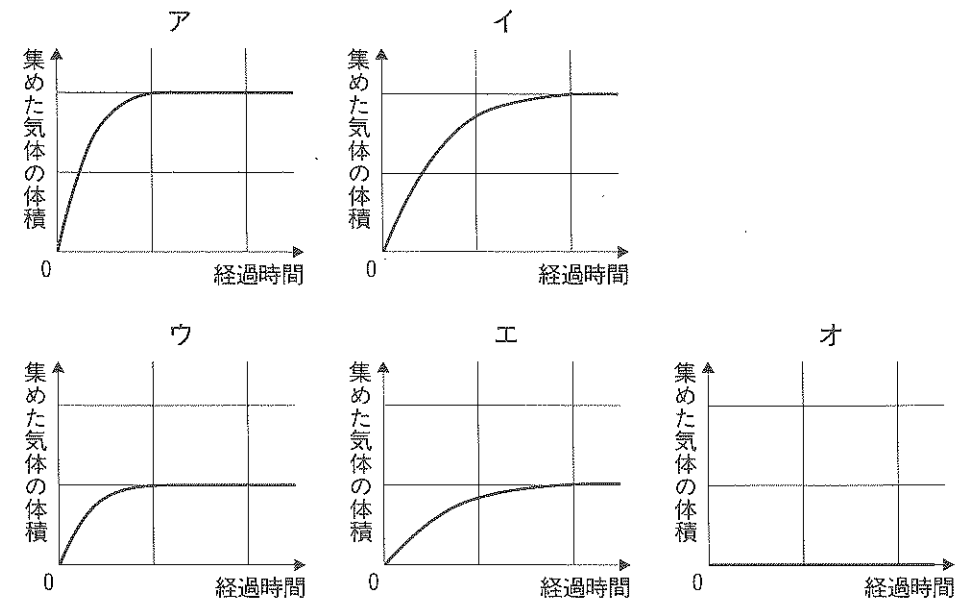 ア
集めた気体の体積
0
経過時間
イ
集めた気体の体積
0
経過時間
ウ
集めた気体の体積
0
経過時間
エ
集めた気体の体積
0
経過時間
オ
集めた気体の体積
0
経過時間